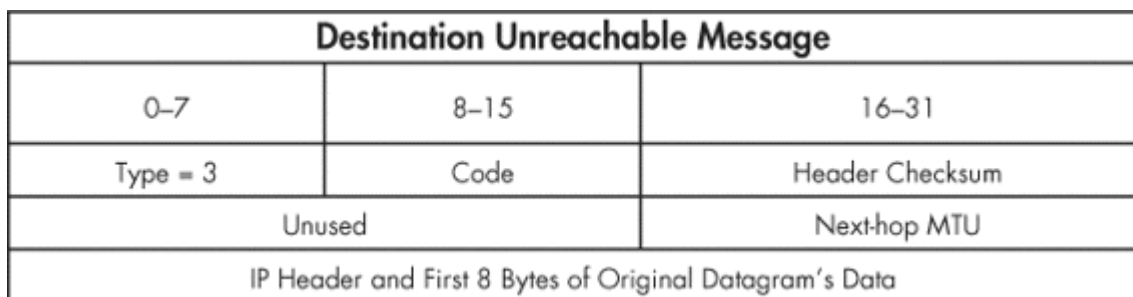 Destination Unreachable Message
0–7 8–15 16–31
Type = 3 Code Header Checksum
Unused Next-hop MTU
IP Header and First 8 Bytes of Original Datagram’s Data